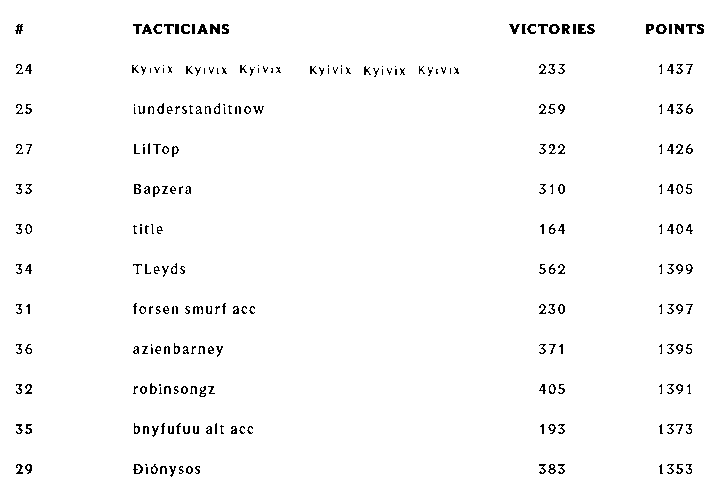 # TACTICIANS VICTORIES POINTS
24 Kyivix Kyivix Kyivix Kyivix Kyivix Kyivix 233 1437
25 iunderstanditnow 259 1436
27 LilTop 322 1426
33 Bapzera 310 1405
30 title 164 1404
34 TLeyds 562 1399
31 forsen smurf acc 230 1397
36 azienbarney 371 1395
32 robinsongz 405 1391
35 bnyfufuu alt acc 193 1373
29 Ðìónysos 383 1353